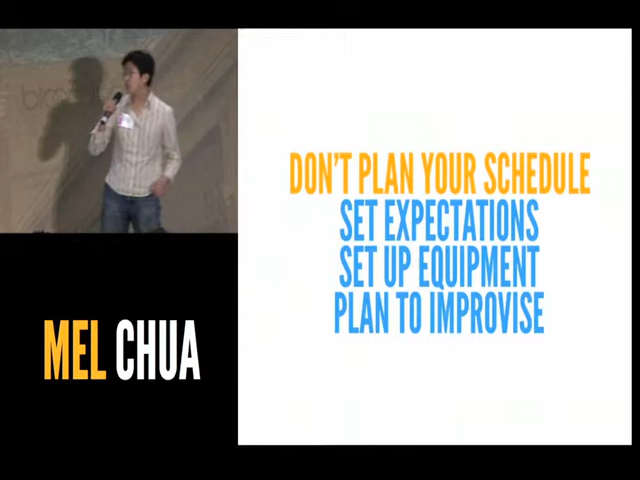 DON'T PLAN YOUR SCHEDULE
SET EXPECTATIONS
SET UP EQUIPMENT
PLAN TO IMPROVISE
MEL CHUA